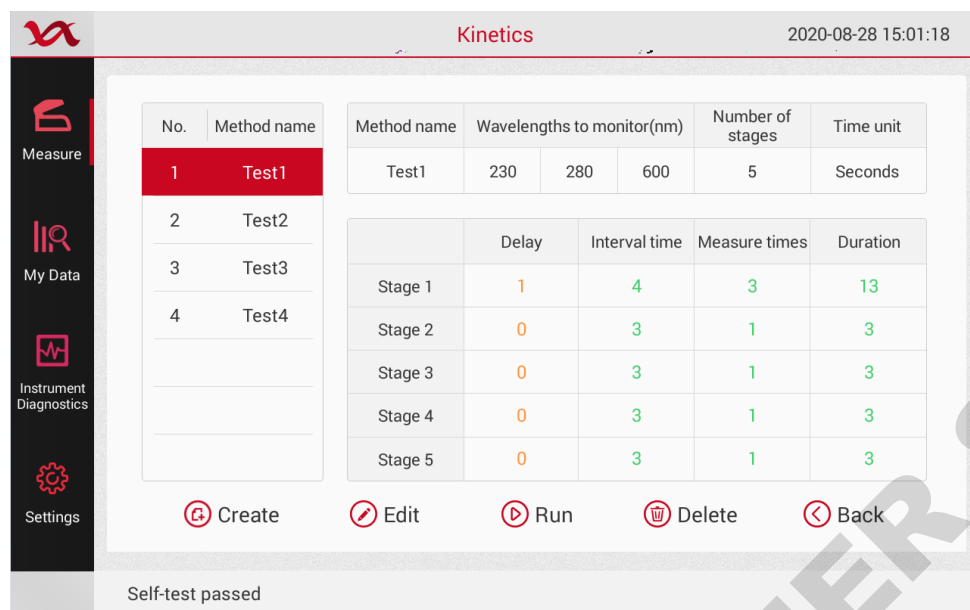 Kinetics
2020-08-28 15:01:18
Measure
My Data
Instrument
Diagnostics
Settings
No. Method name
1 Test1
2 Test2
3 Test3
4 Test4
Method name Wavelengths to monitor(nm) Number of stages Time unit
Test1 230 280 600 5 Seconds
Delay Interval time Measure times Duration
Stage 1 1 4 3 13
Stage 2 0 3 1 3
Stage 3 0 3 1 3
Stage 4 0 3 1 3
Stage 5 0 3 1 3
Create Edit Run Delete Back
Self-test passed